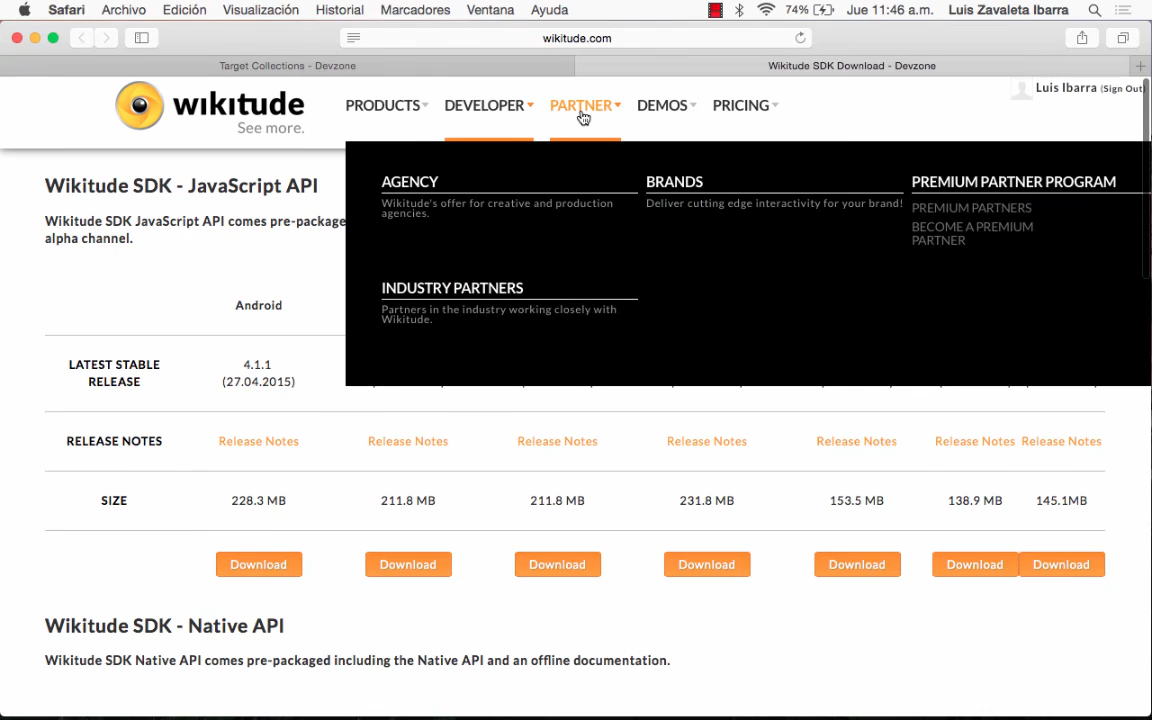 Safari Archivo Edición Visualización Historial Marcadores Ventana Ayuda 74% Jue 11:46 a.m. Luis Zavaleta Ibarra
wikitude.com
Target Collections - Devzone Wikitude SDK Download - Devzone
Luis Ibarra (Sign Out)
wikitude
See more.
PRODUCTS DEVELOPER PARTNER DEMOS PRICING
AGENCY BRANDS PREMIUM PARTNER PROGRAM
Wikitude's offer for creative and production
agencies.
Deliver cutting edge interactivity for your brand!
PREMIUM PARTNERS
BECOME A PREMIUM
PARTNER
INDUSTRY PARTNERS
Partners in the industry working closely with
Wikitude.
Wikitude SDK - JavaScript API
Wikitude SDK JavaScript API comes pre-package
alpha channel.
Android
LATEST STABLE
RELEASE
4.1.1
(27.04.2015)
RELEASE NOTES Release Notes Release Notes Release Notes Release Notes Release Notes Release Notes Release Notes
SIZE 228.3 MB 211.8 MB 211.8 MB 231.8 MB 153.5 MB 138.9 MB 145.1MB
Download Download Download Download Download Download Download
Wikitude SDK - Native API
Wikitude SDK Native API comes pre-packaged including the Native API and an offline documentation.